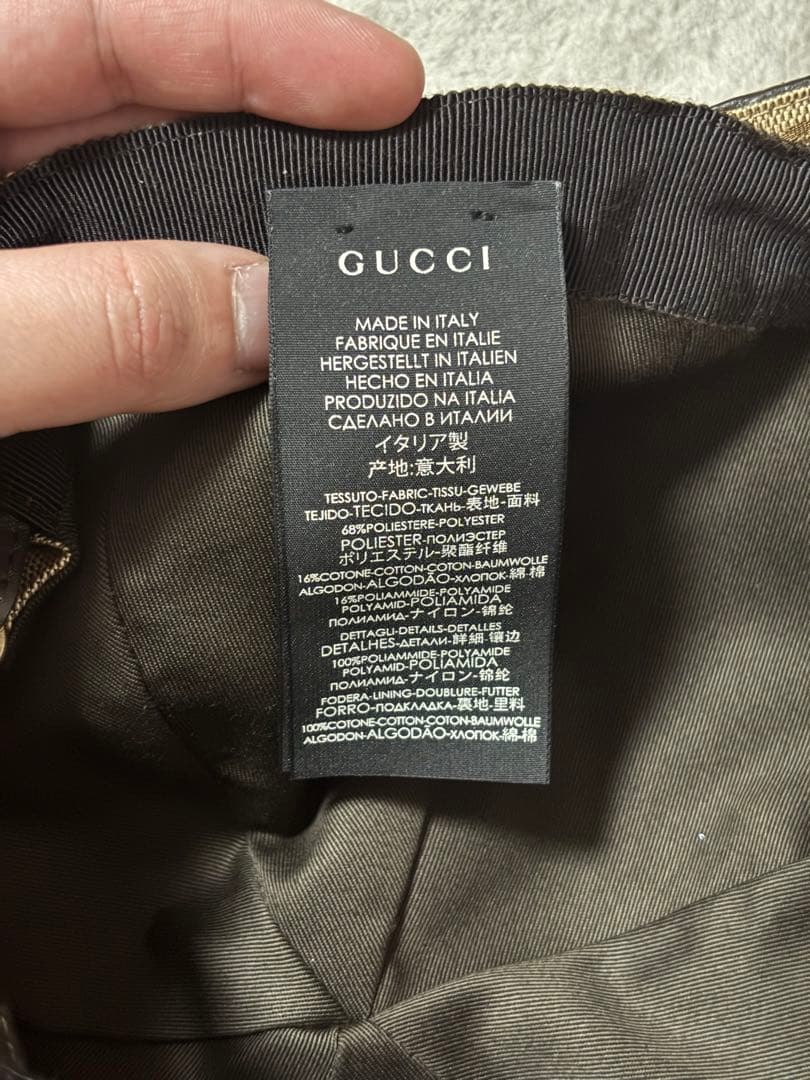 GUCCI
MADE IN ITALY
FABRIQUE EN ITALIE
HERGESTELLT IN ITALIEN
HECHO EN ITALIA
PRODUZIDO NA ITALIA
СДЕЛАНО В ИТАЛИИ
イタリア製
产地:意大利
TESSUTO-FABRIC-TISSU-GEWEBE
TEJIDO-TECIDO-ТКАНЬ-表地-面料
68%POLIESTERE-POLYESTER
POLIESTER-ПОЛИЭСТЕР
ポリエステル-聚酯纤维
16%COTONE-COTTON-COTON-BAUMWOLLE
ALGODON-ALGODÃO-ХЛОПОК-綿-棉
16%POLIAMMIDE-POLYAMIDE
POLYAMID-POLIAMIDA
ПОЛИАМИД-ナイロン-锦纶
DETTAGLI-DETAILS-DETALLES
DETALHES-ДЕТАЛИ-詳細-镶边
100%POLIAMMIDE-POLYAMIDE
POLYAMID-POLIAMIDA
ПОЛИАМИД-ナイロン-锦纶
FODERA-LINING-DOUBLURE-FUTTER
FORRO-ПОДКЛАДКА-裏地-里料
100%COTONE-COTTON-COTON-BAUMWOLLE
ALGODON-ALGODÃO-ХЛОПОК-綿-棉